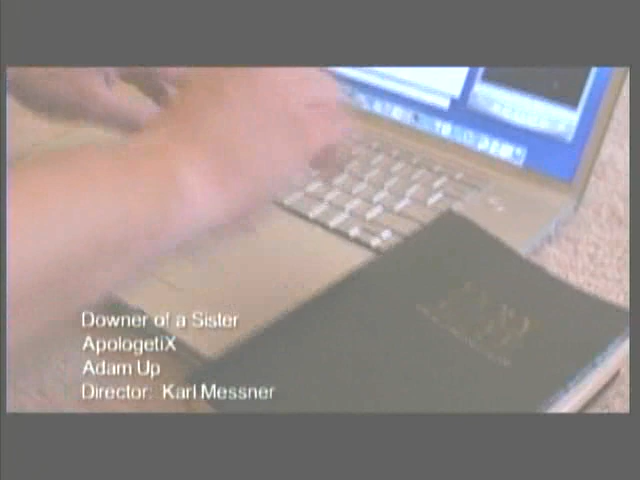 Downer of a Sister
ApologetiX
Adam Up
Director: Karl Messner